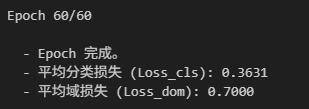 Epoch 60/60
- Epoch 完成。
- 平均分类损失 (Loss_cls): 0.3631
- 平均域损失 (Loss_dom): 0.7000